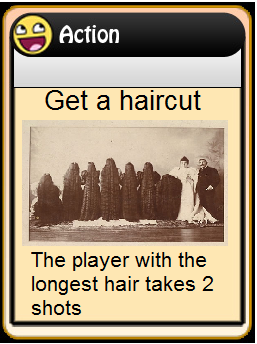 Action
Get a haircut
The player with the
longest hair takes 2
shots